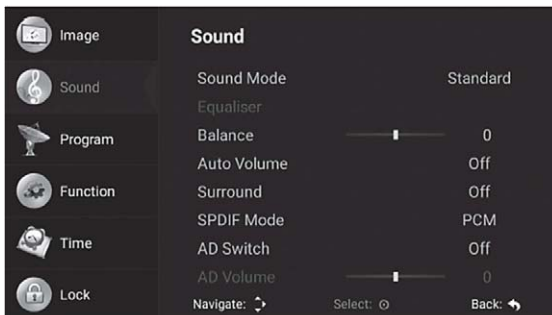 Image
Sound
Program
Function
Time
Lock
Sound
Sound Mode Standard
Equaliser
Balance 0
Auto Volume Off
Surround Off
SPDIF Mode PCM
AD Switch Off
AD Volume 0
Navigate: Select: Back: